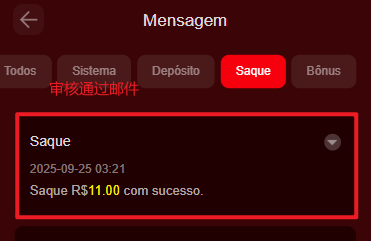 Mensagem
Todos
Sistema
Depósito
Saque
Bônus
审核通过邮件
Saque
2025-09-25 03:21
Saque R$11.00 com sucesso.